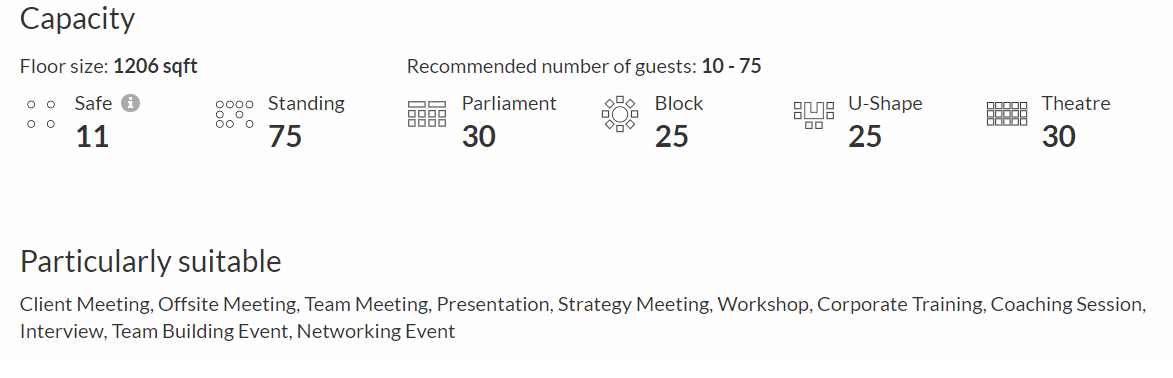 Capacity
Floor size: 1206 sqft Recommended number of guests: 10 - 75
Safe Standing Parliament Block U-Shape Theatre
11 75 30 25 25 30
Particularly suitable
Client Meeting, Offsite Meeting, Team Meeting, Presentation, Strategy Meeting, Workshop, Corporate Training, Coaching Session,
Interview, Team Building Event, Networking Event